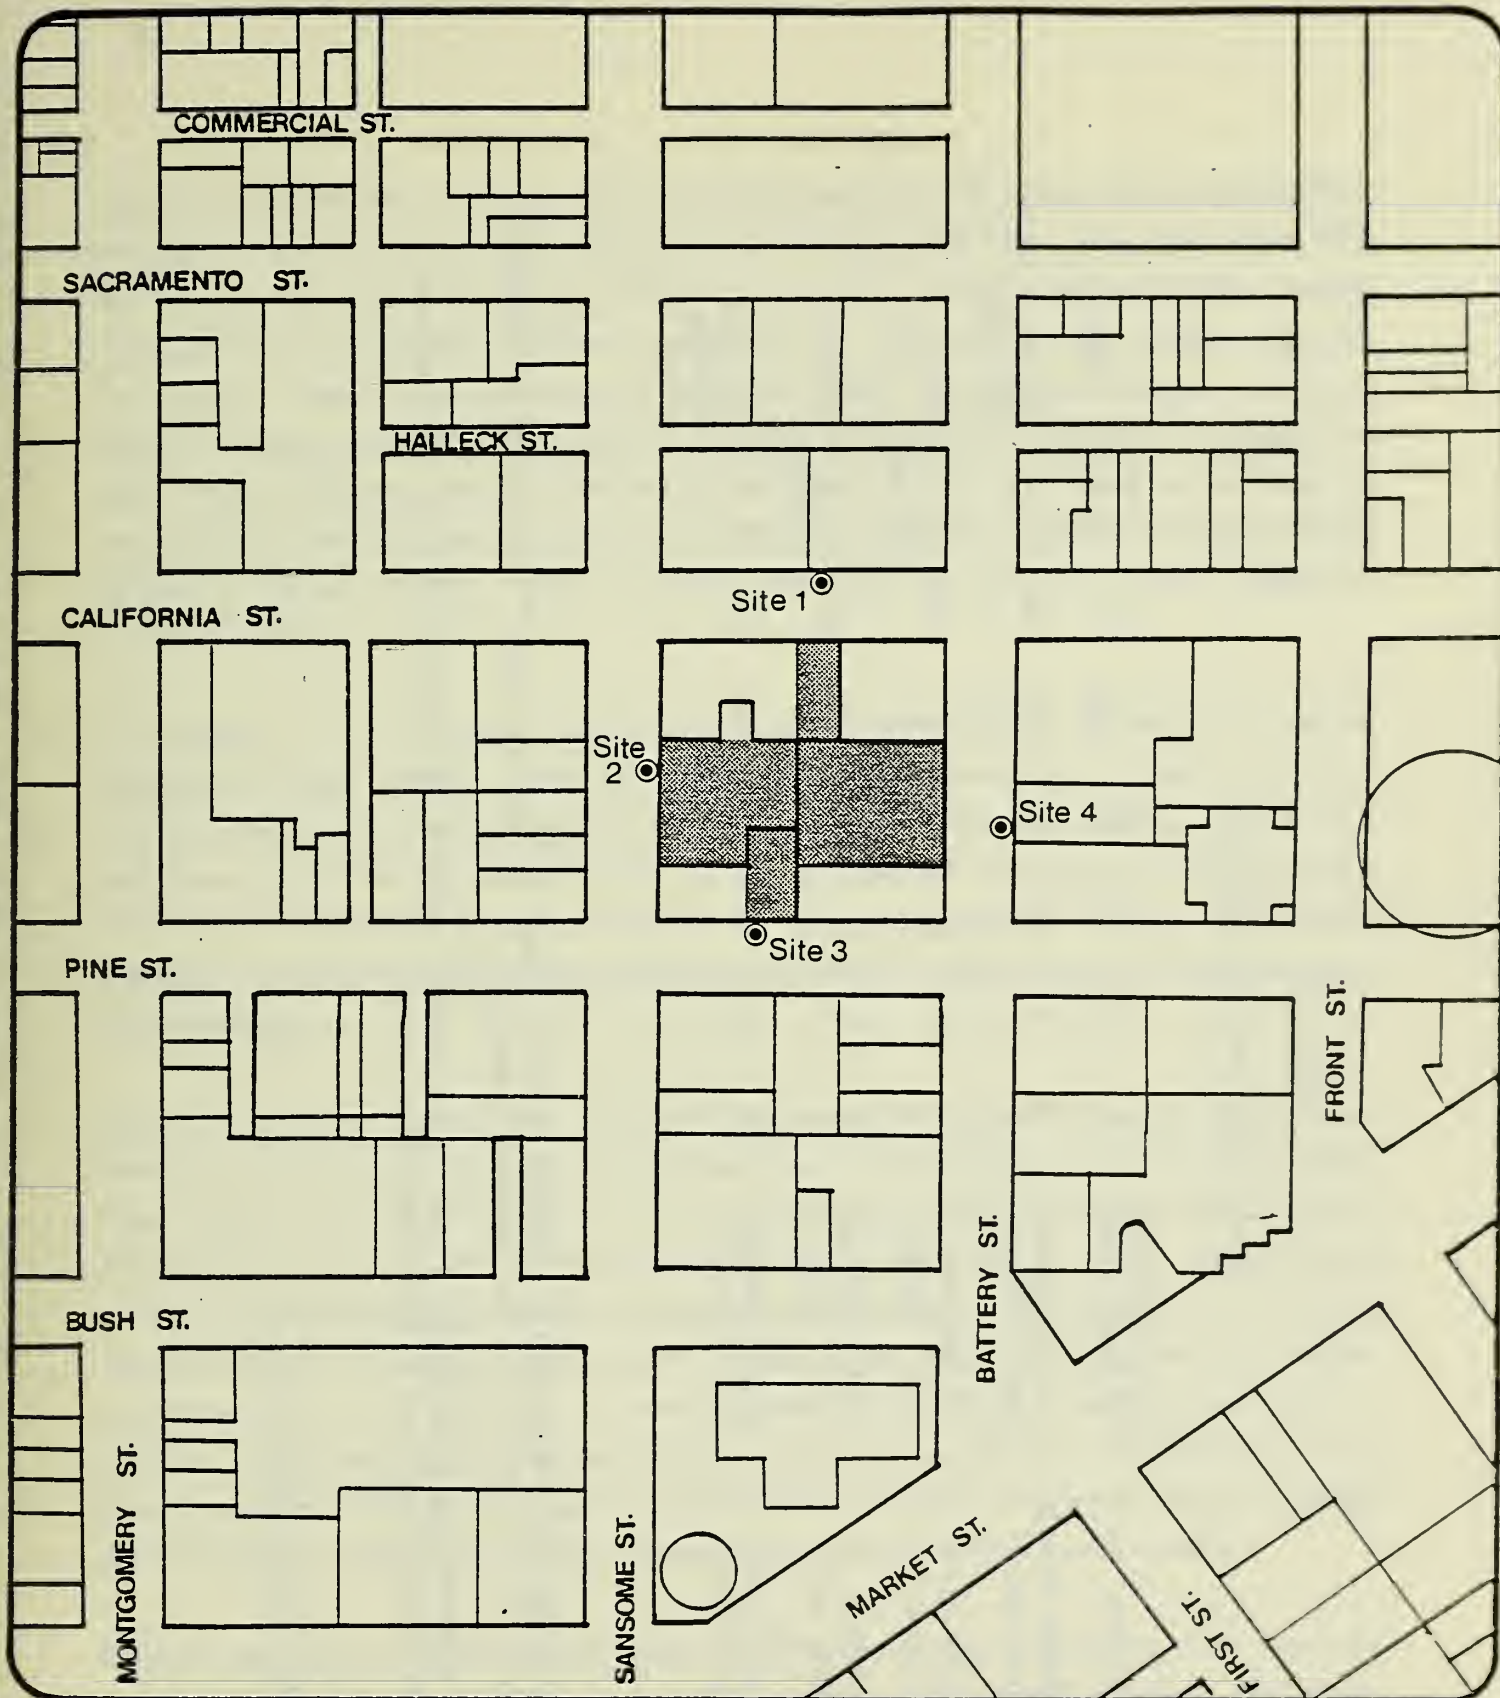 COMMERCIAL ST.
SACRAMENTO ST.
HALLECK ST.
Site 1
CALIFORNIA ST.
Site
2
Site 4
Site 3
PINE ST.
FRONT ST.
BATTERY ST.
BUSH ST.
MONTGOMERY ST.
SANSOME ST.
MARKET ST.
FIRST ST.